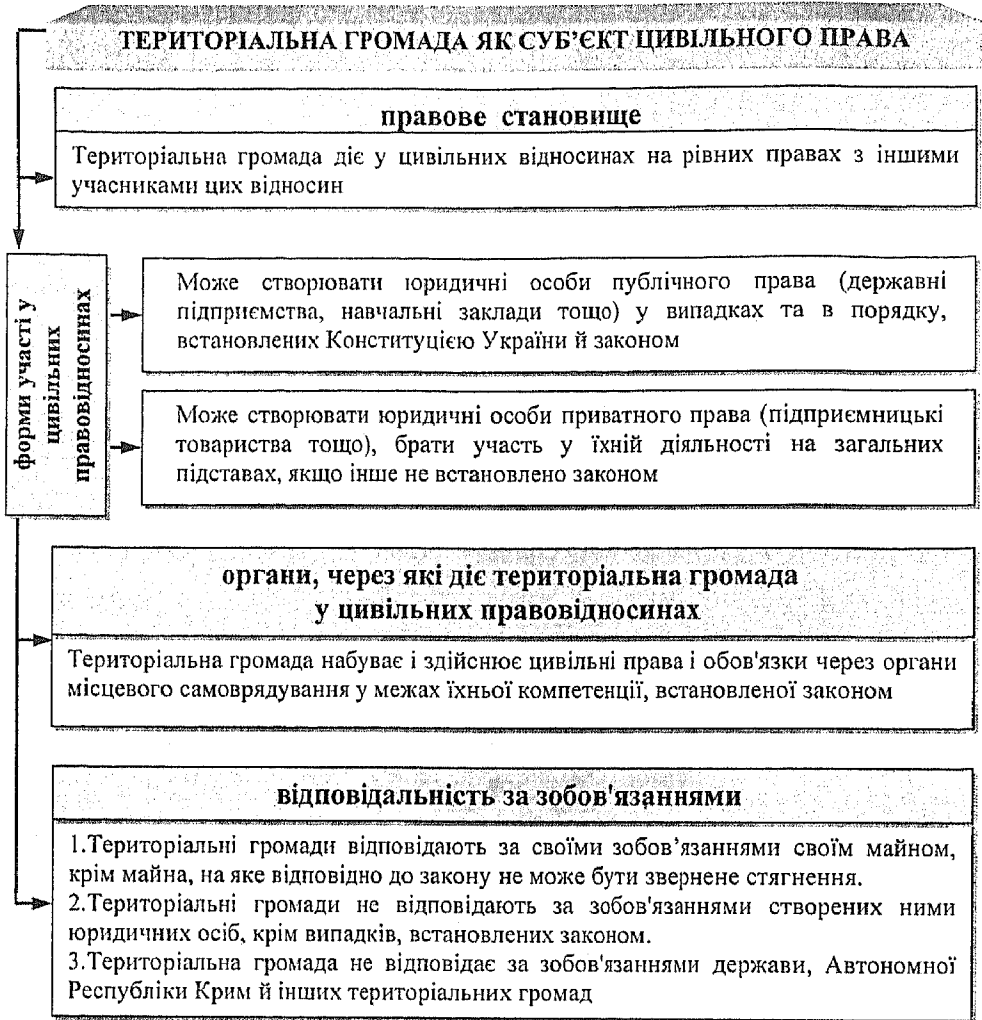 ТЕРИТОРІАЛЬНА ГРОМАДА ЯК СУБ’ЄКТ ЦИВІЛЬНОГО ПРАВА
правове становище
Територіальна громада діє у цивільних відносинах на рівних правах з іншими
учасниками цих відносин
форми участі у
цивільних
правовідносинах
Може створювати юридичні особи публічного права (державні
підприємства, навчальні заклади тощо) у випадках та в порядку,
встановлених Конституцією України й законом
Може створювати юридичні особи приватного права (підприємницькі
товариства тощо), брати участь у їхній діяльності на загальних
підставах, якщо інше не встановлено законом
органи, через які діє територіальна громада
у цивільних правовідносинах
Територіальна громада набуває і здійснює цивільні права і обов'язки через органи
місцевого самоврядування у межах їхньої компетенції, встановленої законом
відповідальність за зобов'язаннями
1.Територіальні громади відповідають за своїми зобов’язаннями своїм майном,
крім майна, на яке відповідно до закону не може бути звернене стягнення.
2.Територіальні громади не відповідають за зобов'язаннями створених ними
юридичних осіб, крім випадків, встановлених законом.
3.Територіальна громада не відповідає за зобов'язаннями держави, Автономної
Республіки Крим й інших територіальних громад